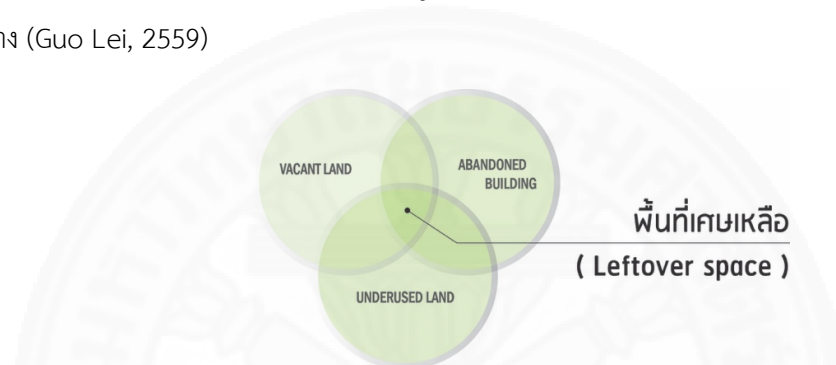 (Guo Lei, 2559)
VACANT LAND
ABANDONED
BUILDING
พื้นที่เศษเหลือ
( Leftover space )
UNDERUSED LAND